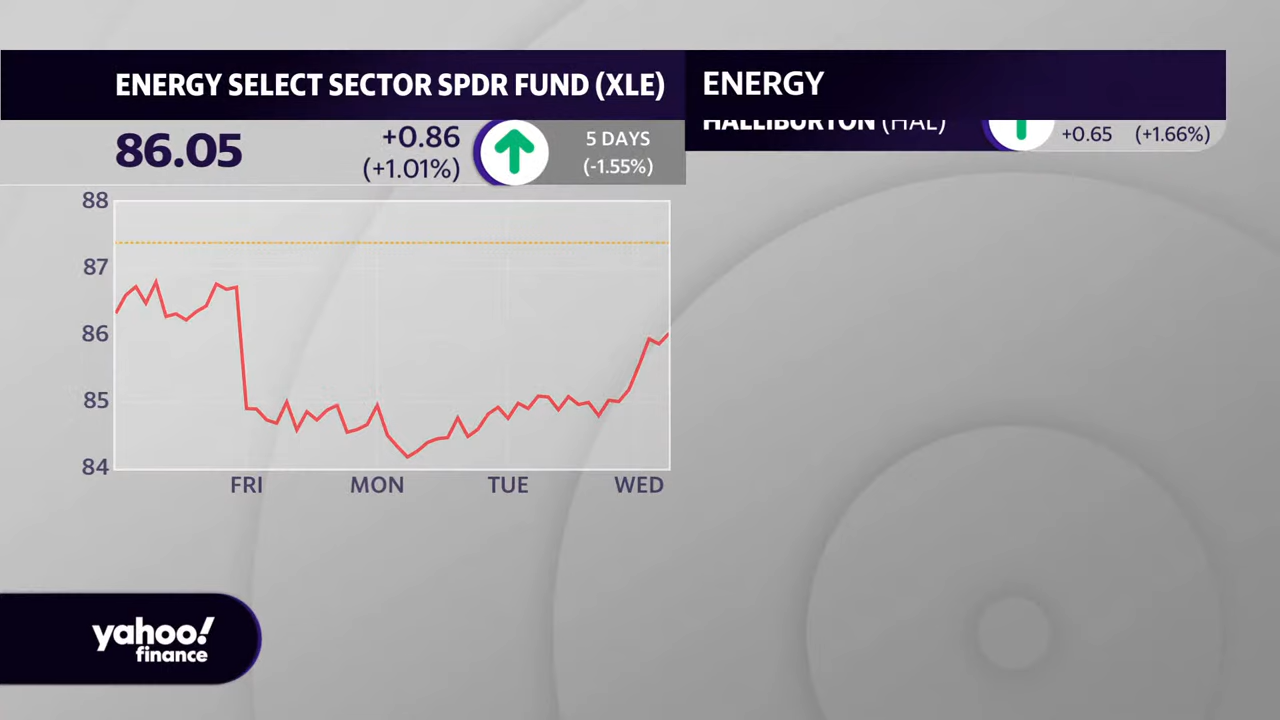 ENERGY SELECT SECTOR SPDR FUND (XLE)
86.05
+0.86
(+1.01%)
5 DAYS
(-1.55%)
88
87
86
85
84
FRI MON TUE WED
ENERGY
HALLIBURTON (HAL)
+0.65 (+1.66%)
yahoo!
finance